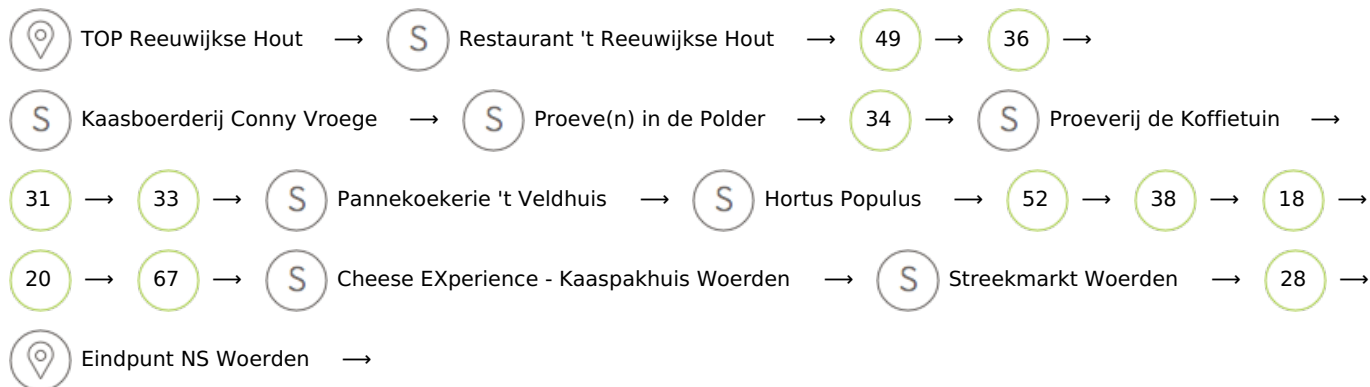 TOP Reeuwijkse Hout → S Restaurant 't Reeuwijkse Hout → 49 → 36 →
S Kaasboerderij Conny Vroege → S Proeve(n) in de Polder → 34 → S Proeverij de Koffietuin →
31 → 33 → S Pannekoekerie 't Veldhuis → S Hortus Populus → 52 → 38 → 18 →
20 → 67 → S Cheese EXperience - Kaaspakhuis Woerden → S Streekmarkt Woerden → 28 →
Eindpunt NS Woerden →